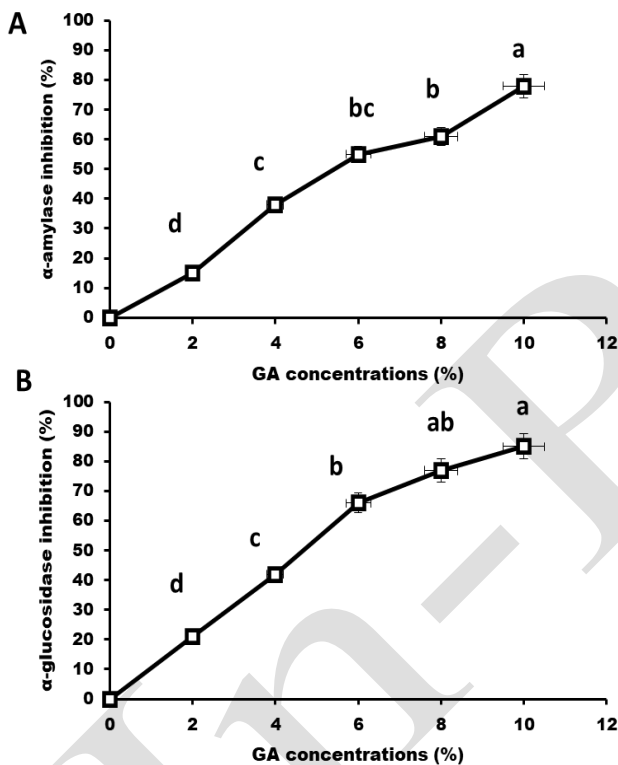 A
α-amylase inhibition (%)
100
90
80
70
60
50
40
30
20
10
0
d
c
bc
b
a
0 2 4 6 8 10 12
GA concentrations (%)
B
α-glucosidase inhibition (%)
100
90
80
70
60
50
40
30
20
10
0
d
c
b
ab
a
0 2 4 6 8 10 12
GA concentrations (%)
In-P